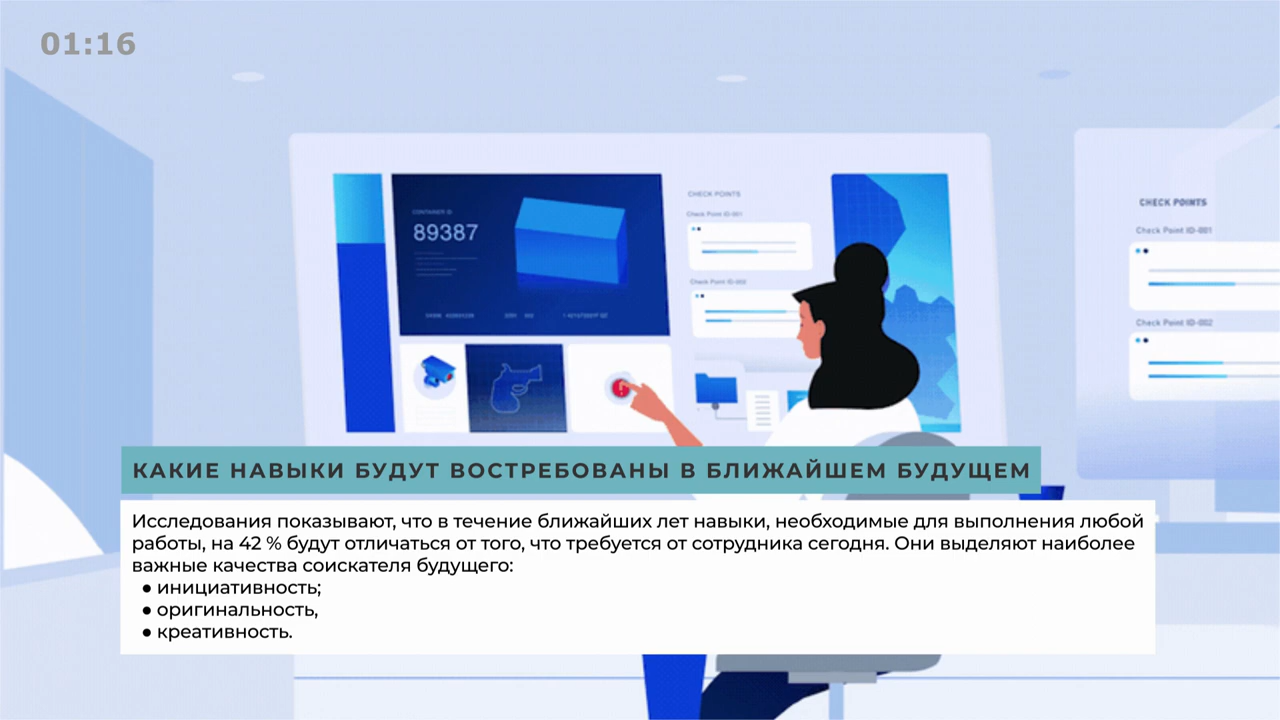 01:16
CONTAINER ID
89387
CHECK POINTS
Check Point ID-001
Check Point ID-002
CHECK POINTS
Check Point ID-001
Check Point ID-002
КАКИЕ НАВЫКИ БУДУТ ВОСТРЕБОВАНЫ В БЛИЖАЙШЕМ БУДУЩЕМ
Исследования показывают, что в течение ближайших лет навыки, необходимые для выполнения любой
работы, на 42 % будут отличаться от того, что требуется от сотрудника сегодня. Они выделяют наиболее
важные качества соискателя будущего:
● инициативность;
● оригинальность,
● креативность.